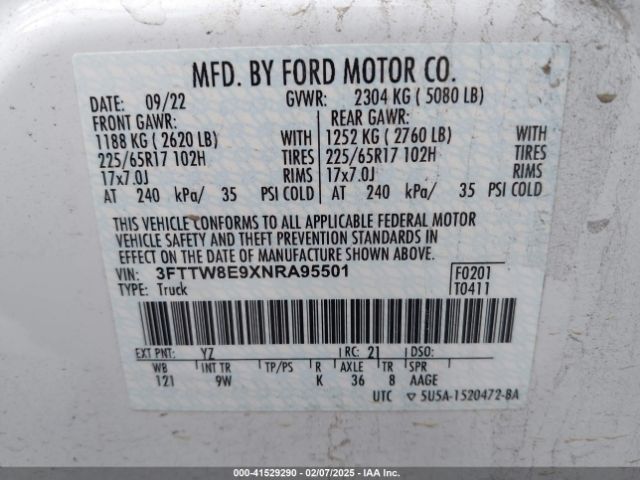 MFD. BY FORD MOTOR CO.
DATE: 09/22 GVWR: 2304 KG ( 5080 LB)
FRONT GAWR: REAR GAWR:
1188 KG ( 2620 LB) WITH 1252 KG ( 2760 LB) WITH
225/65R17 102H TIRES 225/65R17 102H TIRES
17x7.0J RIMS 17x7.0J RIMS
AT 240 kPa/ 35 PSI COLD AT 240 kPa/ 35 PSI COLD
THIS VEHICLE CONFORMS TO ALL APPLICABLE FEDERAL MOTOR
VEHICLE SAFETY AND THEFT PREVENTION STANDARDS IN
EFFECT ON THE DATE OF MANUFACTURE SHOWN ABOVE.
VIN: 3FTTW8E9XNRA95501 F0201
TYPE: Truck T0411
EXT PNT: YZ RC: 21 DSO:
WB INT TR TP/PS R AXLE TR SPR
121 9W K 36 8 AAGE
UTC ▽ 5U5A-1520472-BA
000-41529290 - 02/07/2025 - IAA Inc.